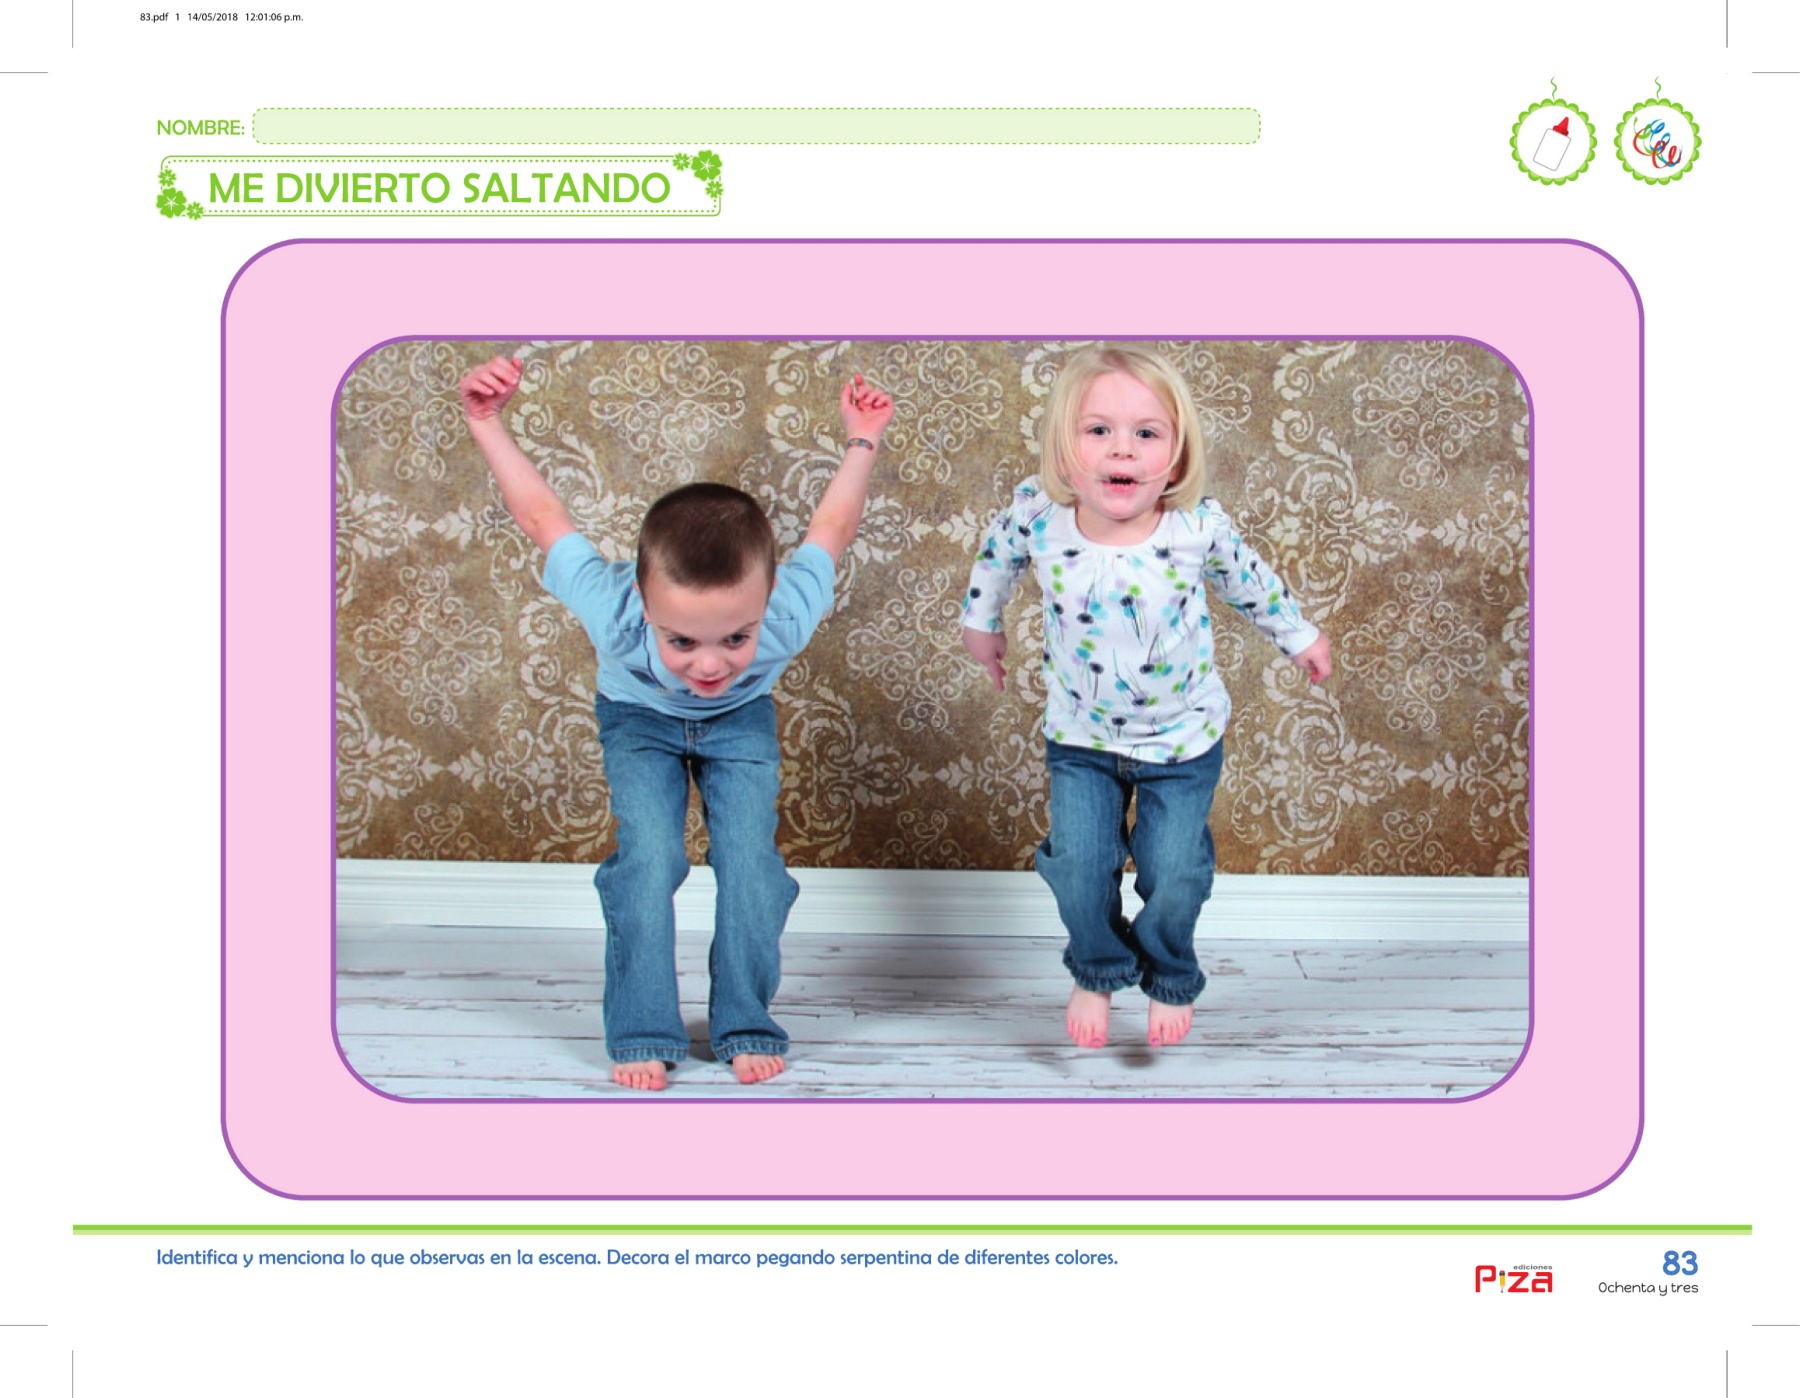 83.pdf 1 14/05/2018 12:01:06 p.m.
NOMBRE:
ME DIVIERTO SALTANDO
Identifica y menciona lo que observas en la escena. Decora el marco pegando serpentina de diferentes colores.
ediciones
Piza
83
Ochenta y tres